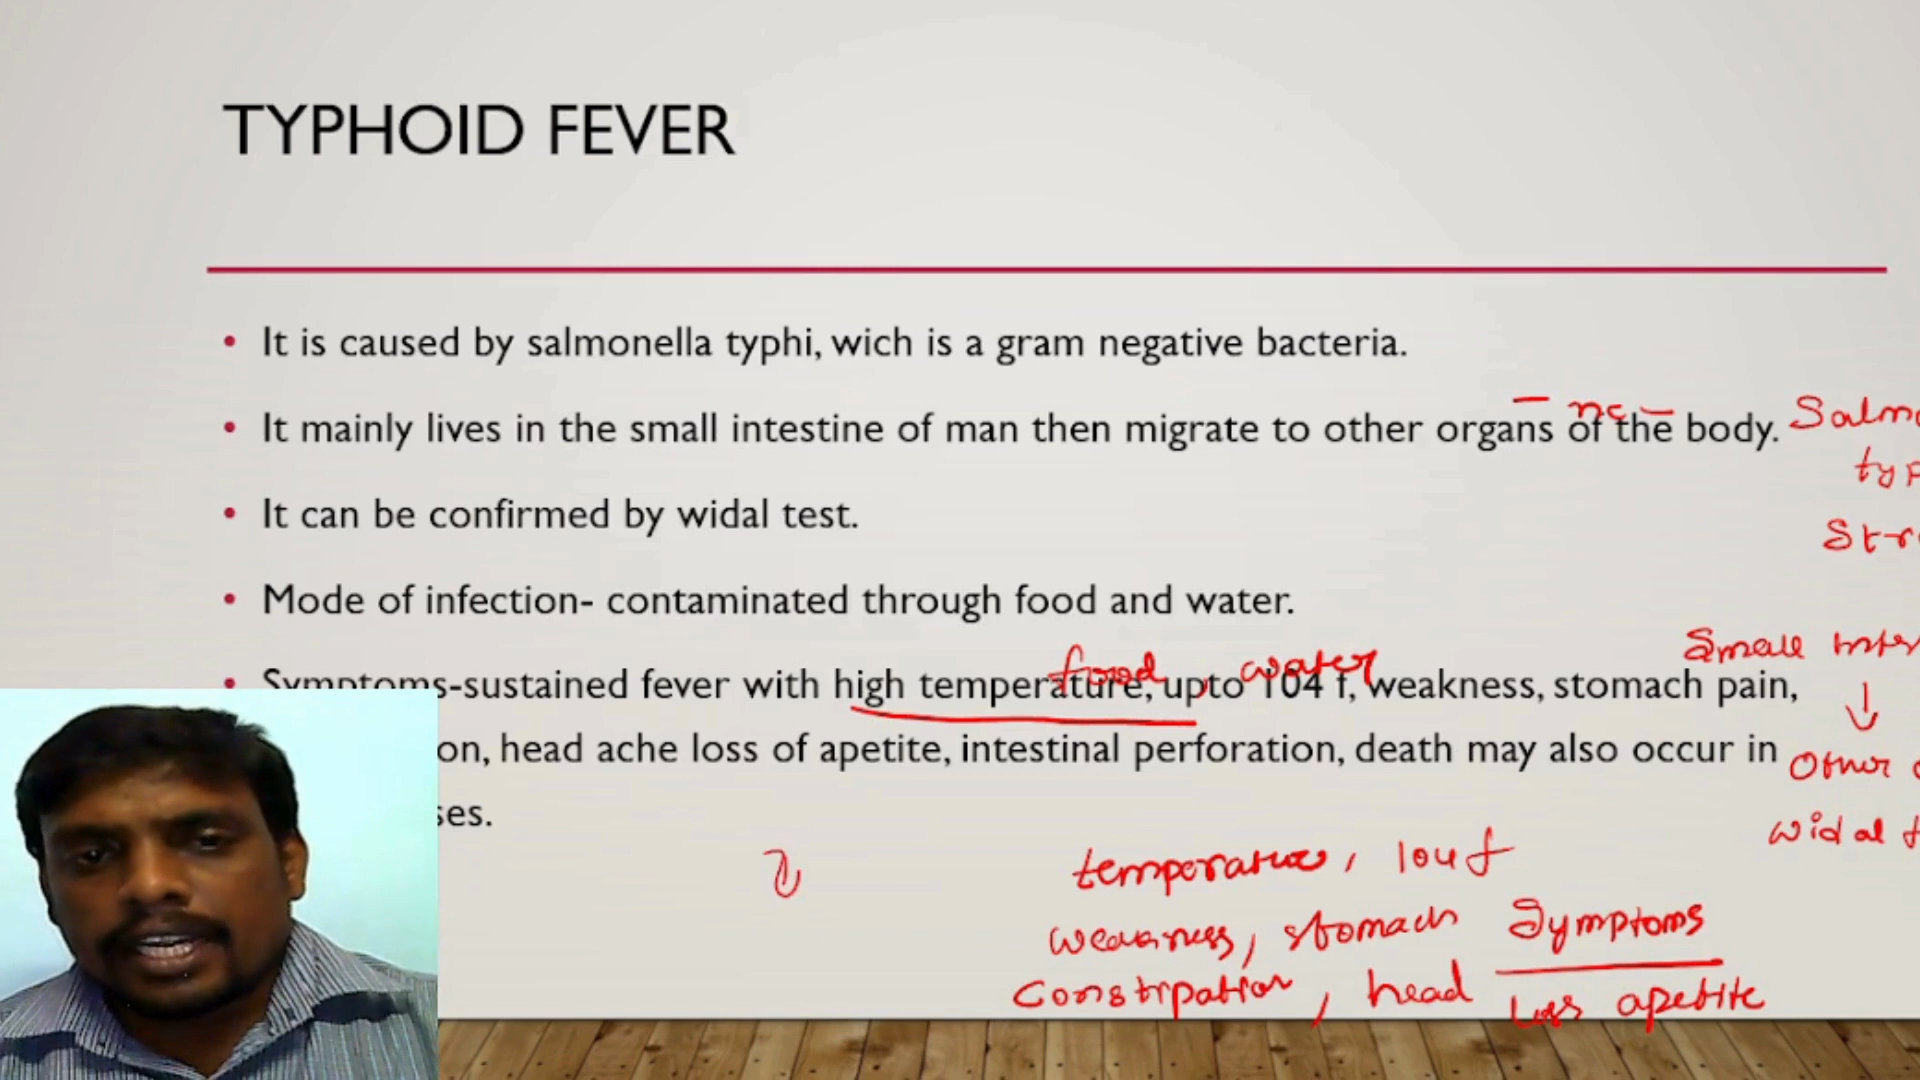 TYPHOID FEVER
• It is caused by salmonella typhi, wich is a gram negative bacteria.
• It mainly lives in the small intestine of man then migrate to other organs of the body.
• It can be confirmed by widal test.
• Mode of infection- contaminated through food and water.
• Symptoms-sustained fever with high temperature, upto 104 f, weakness, stomach pain,
on, head ache loss of apetite, intestinal perforation, death may also occur in
ses.
Salmo
typ
Str
food, water
Small Intes
↓
Other o
widal t
temperature, 104 f
weakness, stomach
Symptoms
Constipation, head
Loss apetite